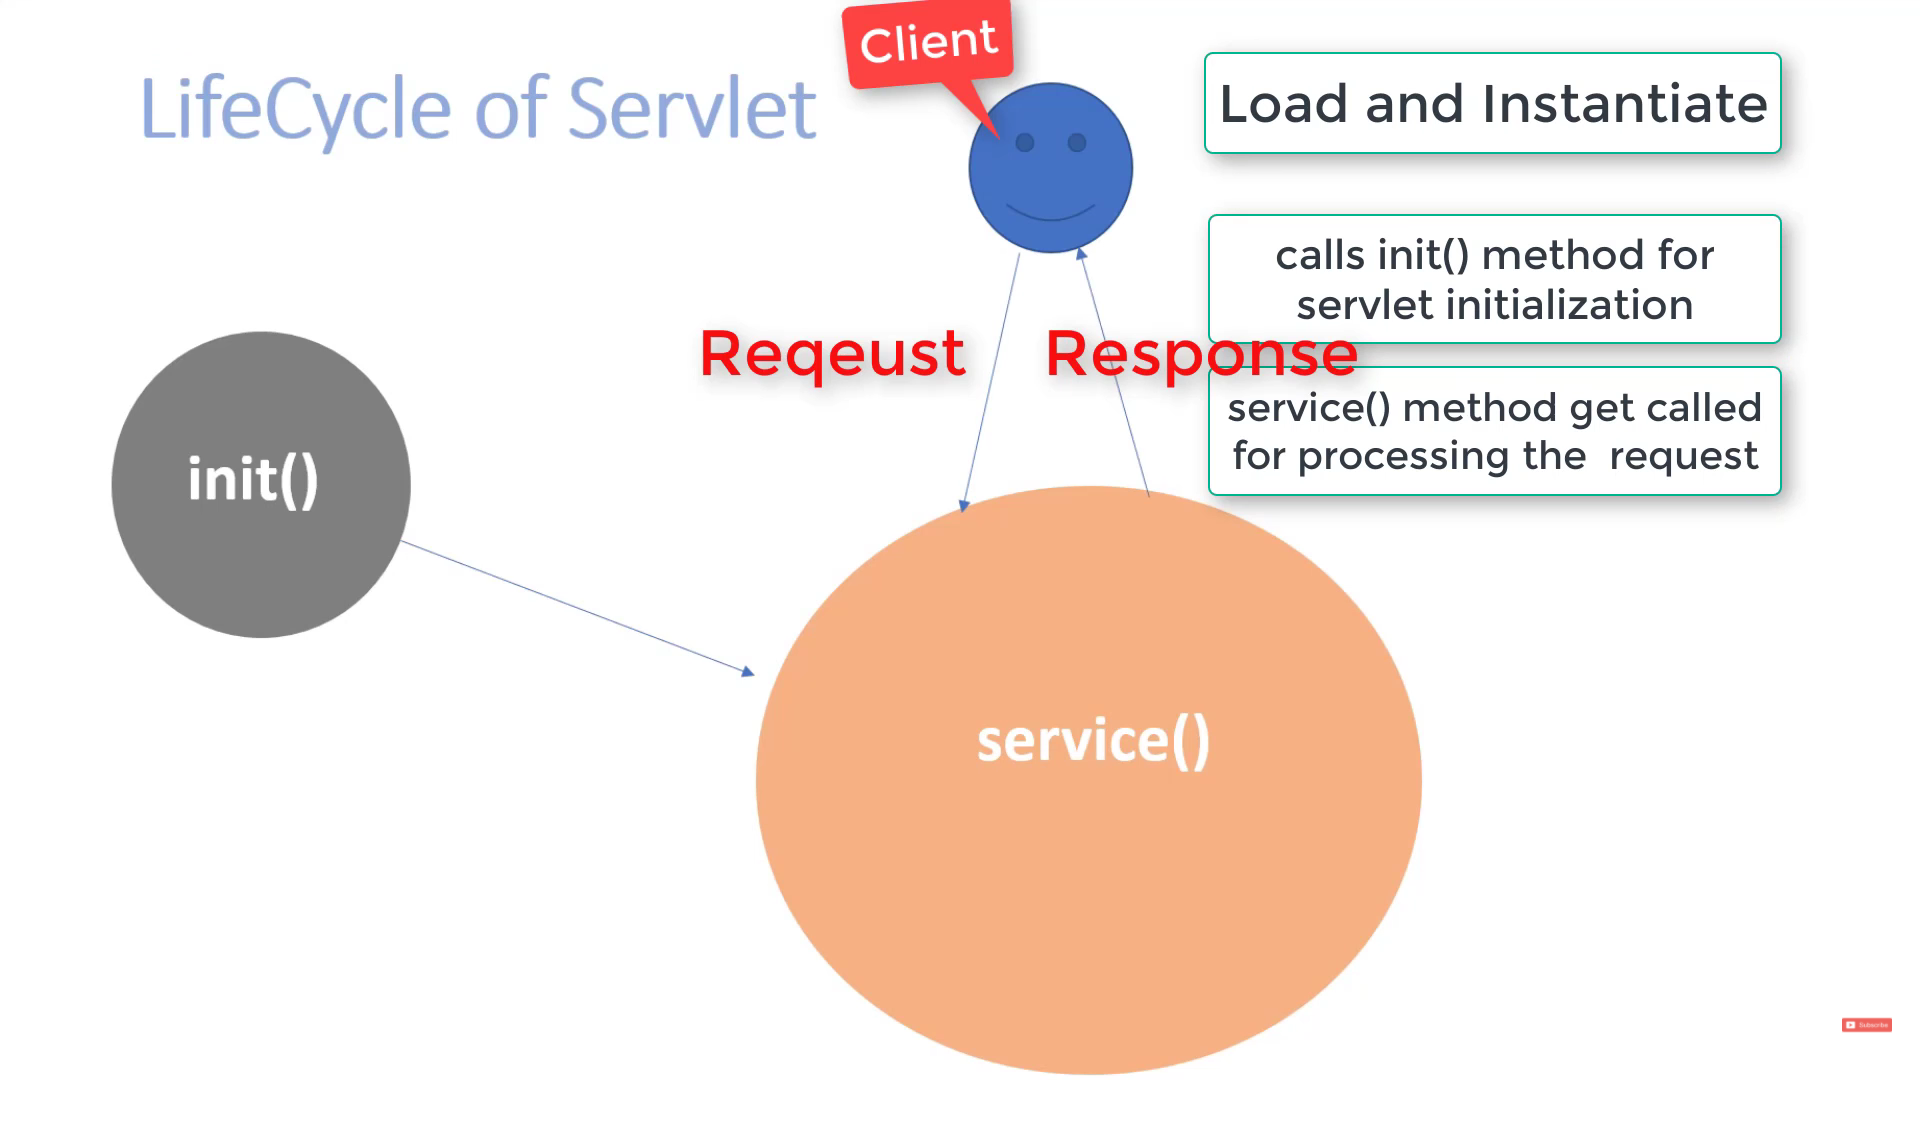 Client
LifeCycle of Servlet
Load and Instantiate
calls init() method for
servlet initialization
Reqeust
Response
service() method get called
for processing the request
init()
service()
Subscribe